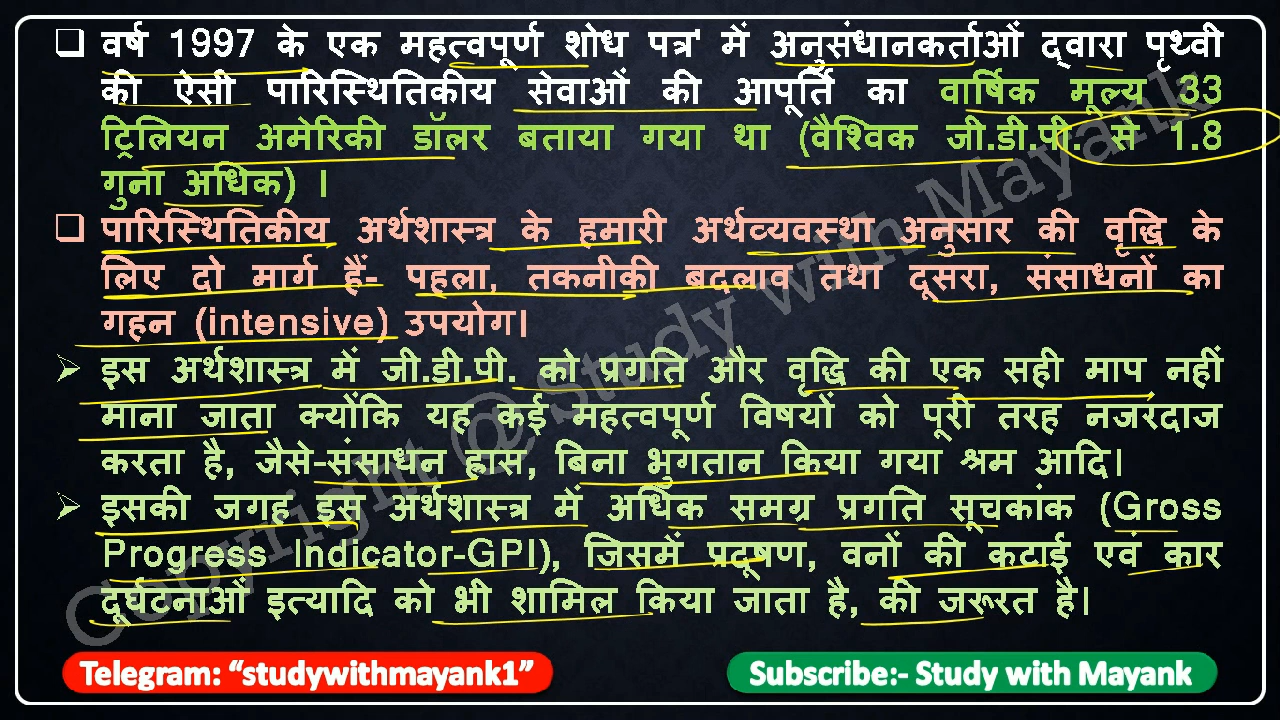 वर्ष 1997 के एक महत्वपूर्ण शोध पत्र' में अनुसंधानकर्ताओं द्वारा पृथ्वी
की ऐसी पारिस्थितिकीय सेवाओं की आपूर्ति का वार्षिक मूल्य 33
ट्रिलियन अमेरिकी डॉलर बताया गया था (वैश्विक जी.डी.पी. से 1.8
गुना अधिक) ।
पारिस्थितिकीय अर्थशास्त्र के हमारी अर्थव्यवस्था अनुसार की वृद्धि के
लिए दो मार्ग हैं- पहला, तकनीकी बदलाव तथा दूसरा, संसाधनों का
गहन (intensive) उपयोग।
इस अर्थशास्त्र में जी.डी.पी. को प्रगति और वृद्धि की एक सही माप नहीं
माना जाता क्योंकि यह कई महत्वपूर्ण विषयों को पूरी तरह नजरंदाज
करता है, जैसे-संसाधन ह्रास, बिना भुगतान किया गया श्रम आदि।
इसकी जगह इस अर्थशास्त्र में अधिक समग्र प्रगति सूचकांक (Gross
Progress Indicator-GPI), जिसमें प्रदूषण, वनों की कटाई एवं कार
दूर्घटनाओं इत्यादि को भी शामिल किया जाता है, की जरूरत है।
Copyright @ Study with Mayank
Telegram: “studywithmayank1” Subscribe:- Study with Mayank